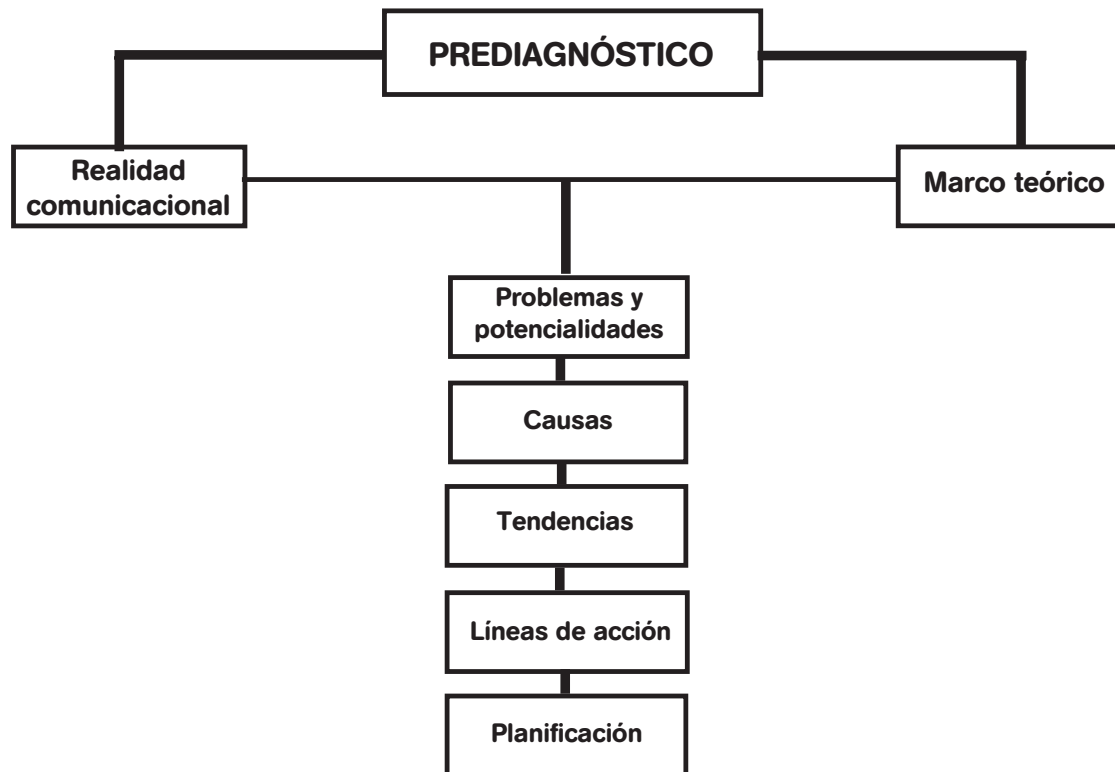 PREDIAGNÓSTICO
Realidad
comunicacional
Marco teórico
Problemas y
potencialidades
Causas
Tendencias
Líneas de acción
Planificación